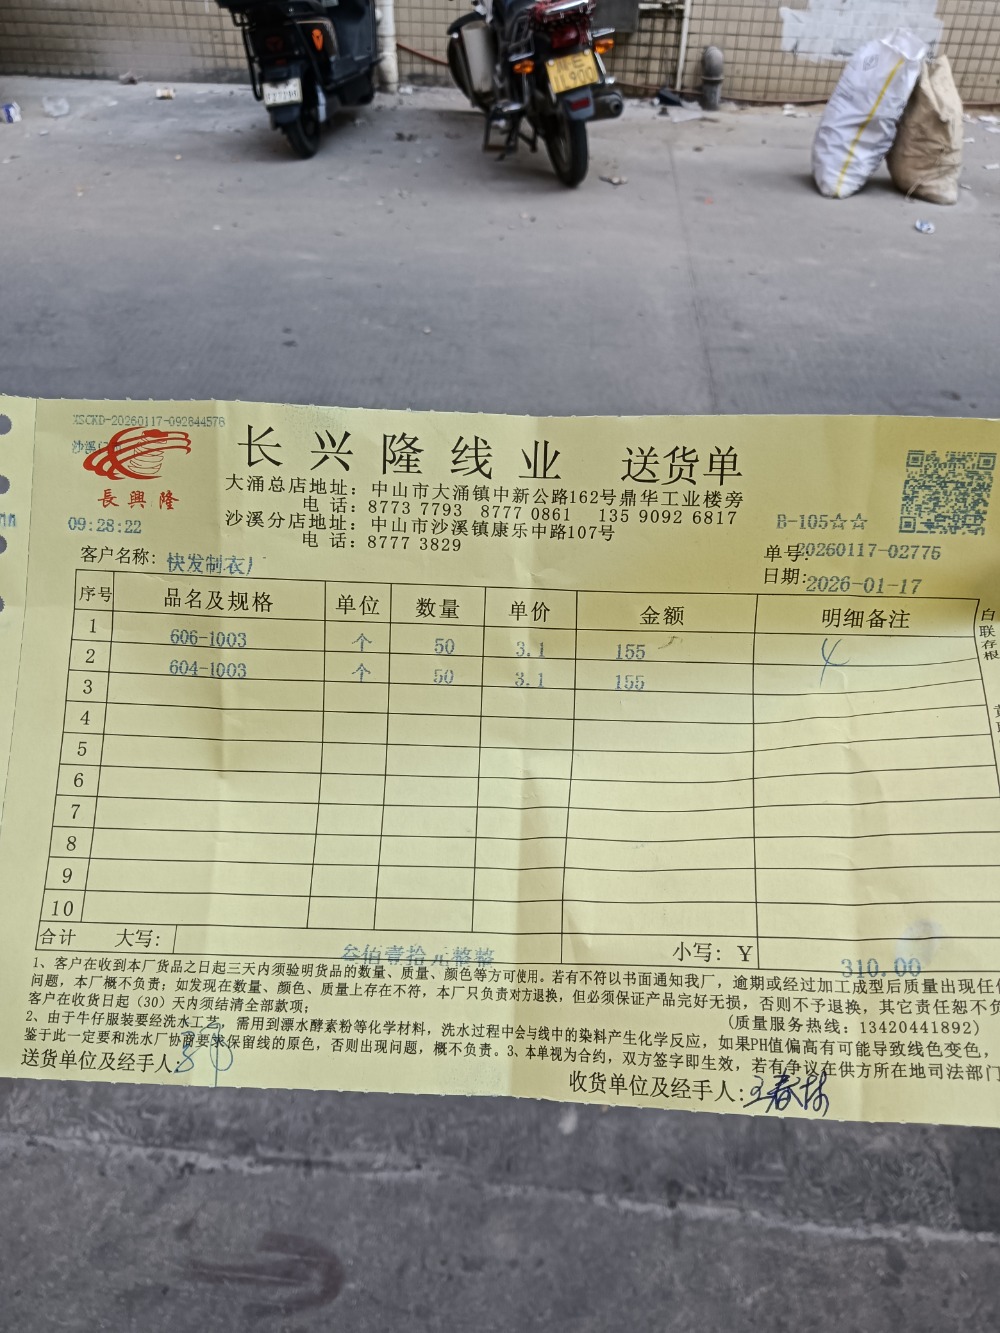 XSCKD-20260117-092844578
沙溪
長興隆
09:28:22
长兴隆线业 送货单
大涌总店地址：中山市大涌镇中新公路162号鼎华工业楼旁
电 话：8773 7793 8777 0861 135 9092 6817
沙溪分店地址：中山市沙溪镇康乐中路107号
电 话：8777 3829
B-105☆☆
单号:20260117-02775
日期:2026-01-17
客户名称: 快发制衣厂
序号 品名及规格 单位 数量 单价 金额 明细备注
1 606-1003 个 50 3.1 155
2 604-1003 个 50 3.1 155
3
4
5
6
7
8
9
10
白联存根
合计 大写: 叁佰壹拾元整整 小写: ¥ 310.00
1、客户在收到本厂货品之日起三天内须验明货品的数量、质量、颜色等方可使用。若有不符以书面通知我厂，逾期或经过加工成型后质量出现任
问题，本厂概不负责；如发现在数量、颜色、质量上存在不符，本厂只负责对方退换，但必须保证产品完好无损，否则不予退换，其它责任恕不
客户在收货日起（30）天内须结清全部款项； （质量服务热线：13420441892）
2、由于牛仔服装要经洗水工艺，需用到漂水酵素粉等化学材料，洗水过程中会与线中的染料产生化学反应，如果PH值偏高有可能导致线色变色，
鉴于此一定要和洗水厂协商要求保留线的原色，否则出现问题，概不负责。3、本单视为合约，双方签字即生效，若有争议在供方所在地司法部门
送货单位及经手人:
收货单位及经手人: 王春林